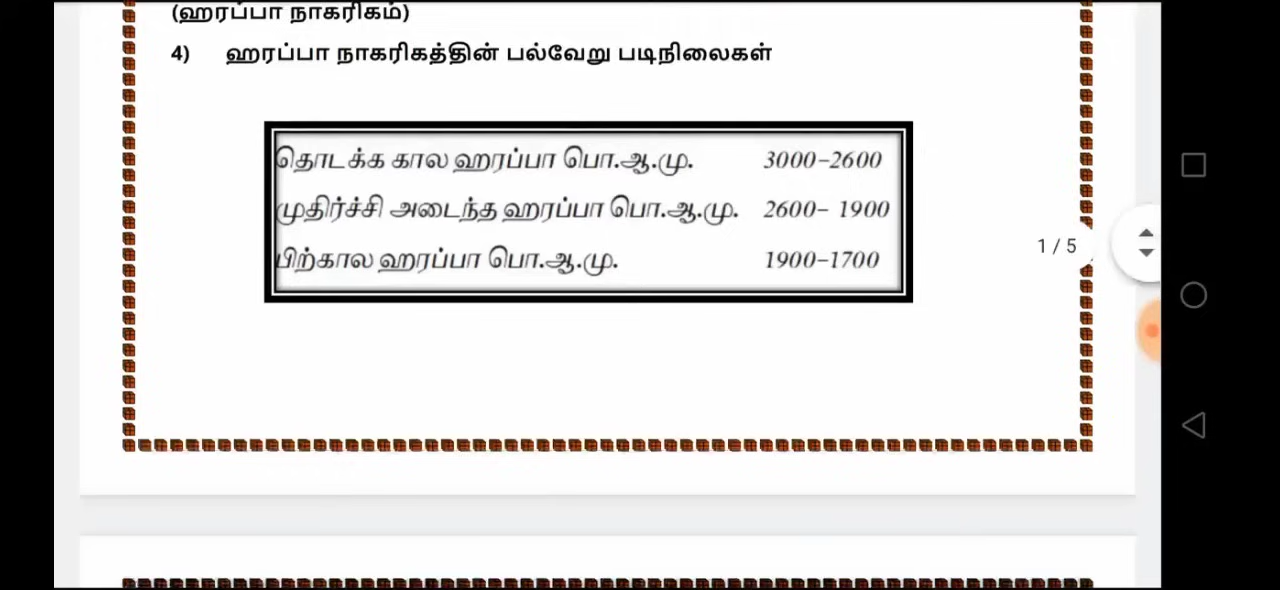 (ஹரப்பா நாகரிகம்)
4) ஹரப்பா நாகரிகத்தின் பல்வேறு படிநிலைகள்
தொடக்க கால ஹரப்பா பொ.ஆ.மு. 3000-2600
முதிர்ச்சி அடைந்த ஹரப்பா பொ.ஆ.மு. 2600- 1900
பிற்கால ஹரப்பா பொ.ஆ.மு. 1900-1700
1 / 5